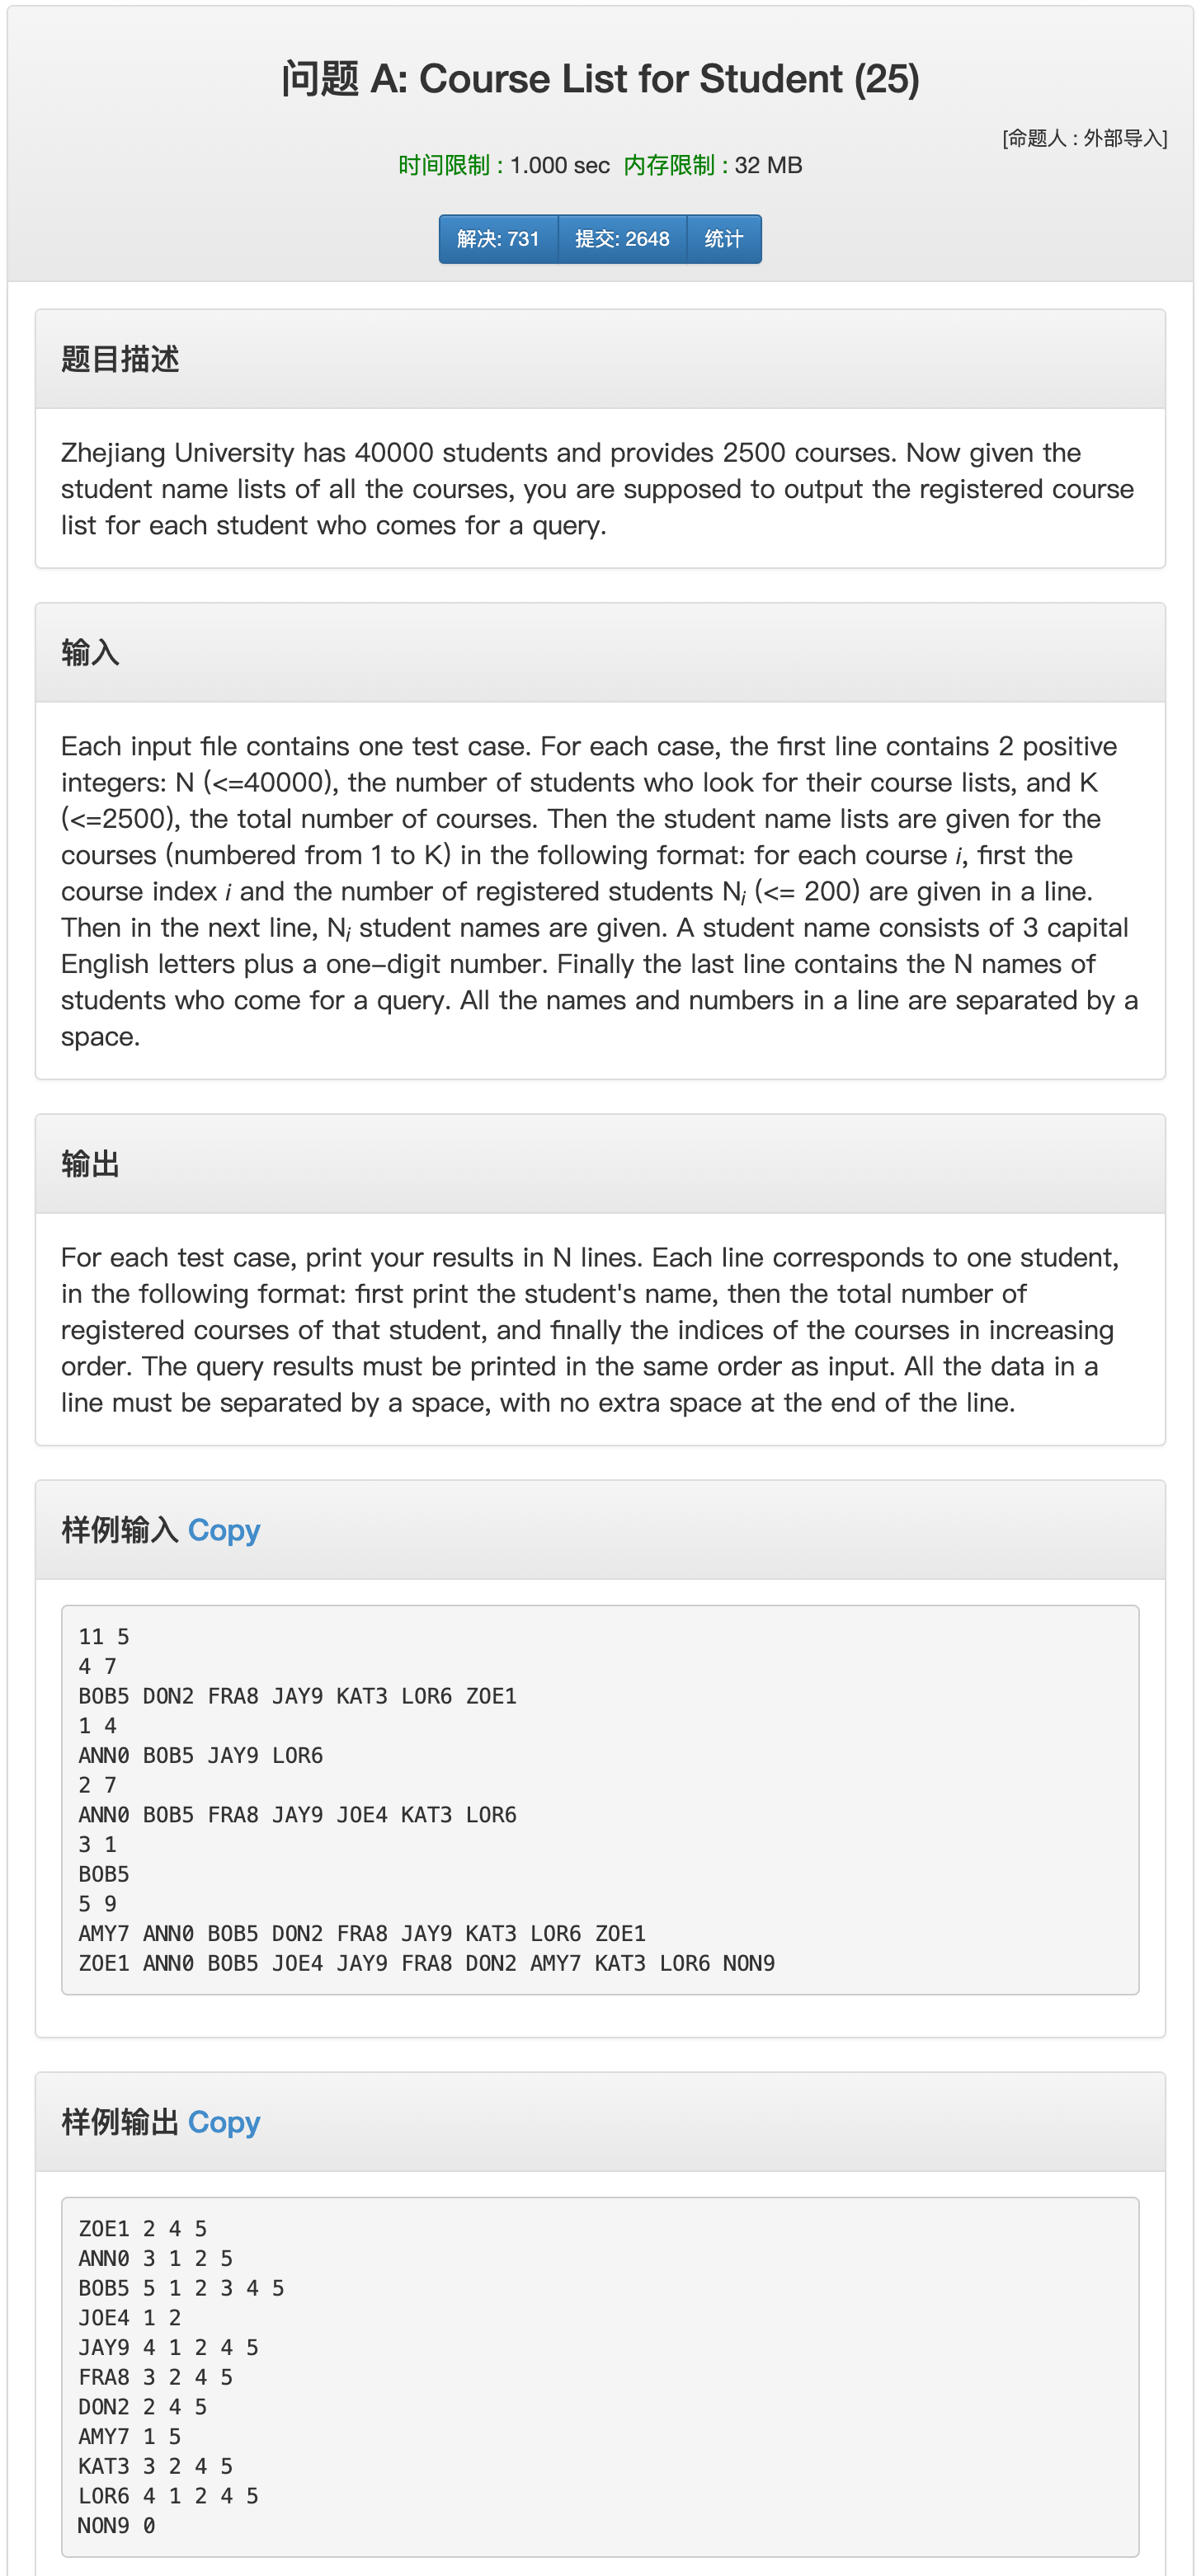 问题 A: Course List for Student (25)
[命题人 : 外部导入]
时间限制 : 1.000 sec 内存限制 : 32 MB
解决: 731 提交: 2648 统计
题目描述
Zhejiang University has 40000 students and provides 2500 courses. Now given the
student name lists of all the courses, you are supposed to output the registered course
list for each student who comes for a query.
输入
Each input file contains one test case. For each case, the first line contains 2 positive
integers: N (<=40000), the number of students who look for their course lists, and K
(<=2500), the total number of courses. Then the student name lists are given for the
courses (numbered from 1 to K) in the following format: for each course i, first the
course index i and the number of registered students Ni (<= 200) are given in a line.
Then in the next line, Ni student names are given. A student name consists of 3 capital
English letters plus a one-digit number. Finally the last line contains the N names of
students who come for a query. All the names and numbers in a line are separated by a
space.
输出
For each test case, print your results in N lines. Each line corresponds to one student,
in the following format: first print the student's name, then the total number of
registered courses of that student, and finally the indices of the courses in increasing
order. The query results must be printed in the same order as input. All the data in a
line must be separated by a space, with no extra space at the end of the line.
样例输入 Copy
11 5
4 7
BOB5 DON2 FRA8 JAY9 KAT3 LOR6 ZOE1
1 4
ANN0 BOB5 JAY9 LOR6
2 7
ANN0 BOB5 FRA8 JAY9 JOE4 KAT3 LOR6
3 1
BOB5
5 9
AMY7 ANN0 BOB5 DON2 FRA8 JAY9 KAT3 LOR6 ZOE1
ZOE1 ANN0 BOB5 JOE4 JAY9 FRA8 DON2 AMY7 KAT3 LOR6 NON9
样例输出 Copy
ZOE1 2 4 5
ANN0 3 1 2 5
BOB5 5 1 2 3 4 5
JOE4 1 2
JAY9 4 1 2 4 5
FRA8 3 2 4 5
DON2 2 4 5
AMY7 1 5
KAT3 3 2 4 5
LOR6 4 1 2 4 5
NON9 0